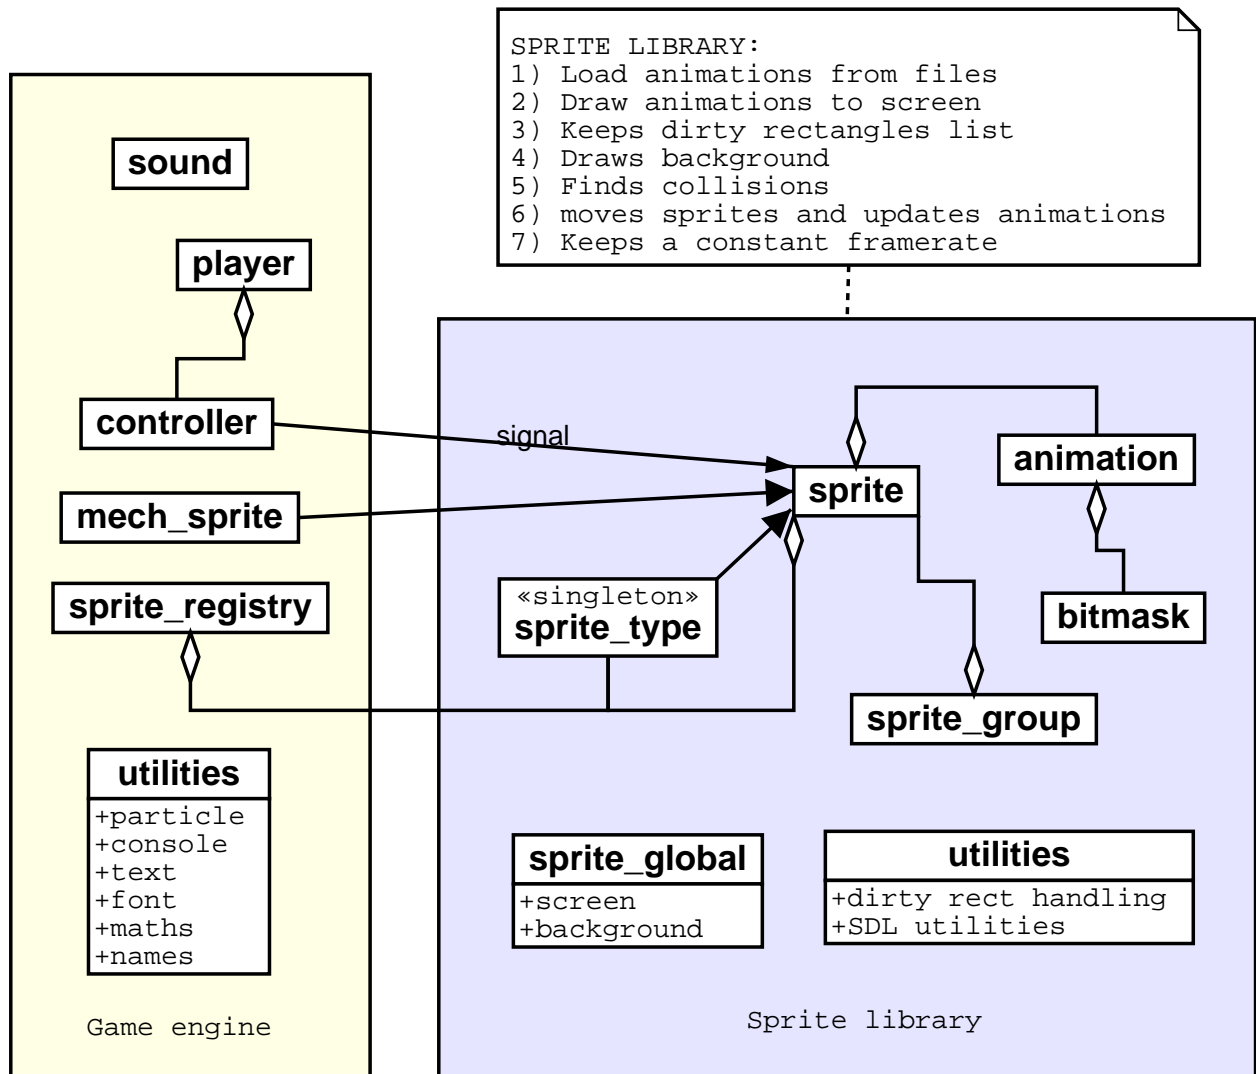 SPRITE LIBRARY:
1) Load animations from files
2) Draw animations to screen
3) Keeps dirty rectangles list
4) Draws background
5) Finds collisions
6) moves sprites and updates animations
7) Keeps a constant framerate
sound
player
controller
mech_sprite
sprite_registry
utilities
+particle
+console
+text
+font
+maths
+names
Game engine
signal
sprite
animation
«singleton»
sprite_type
bitmask
sprite_group
sprite_global
+screen
+background
utilities
+dirty rect handling
+SDL utilities
Sprite library